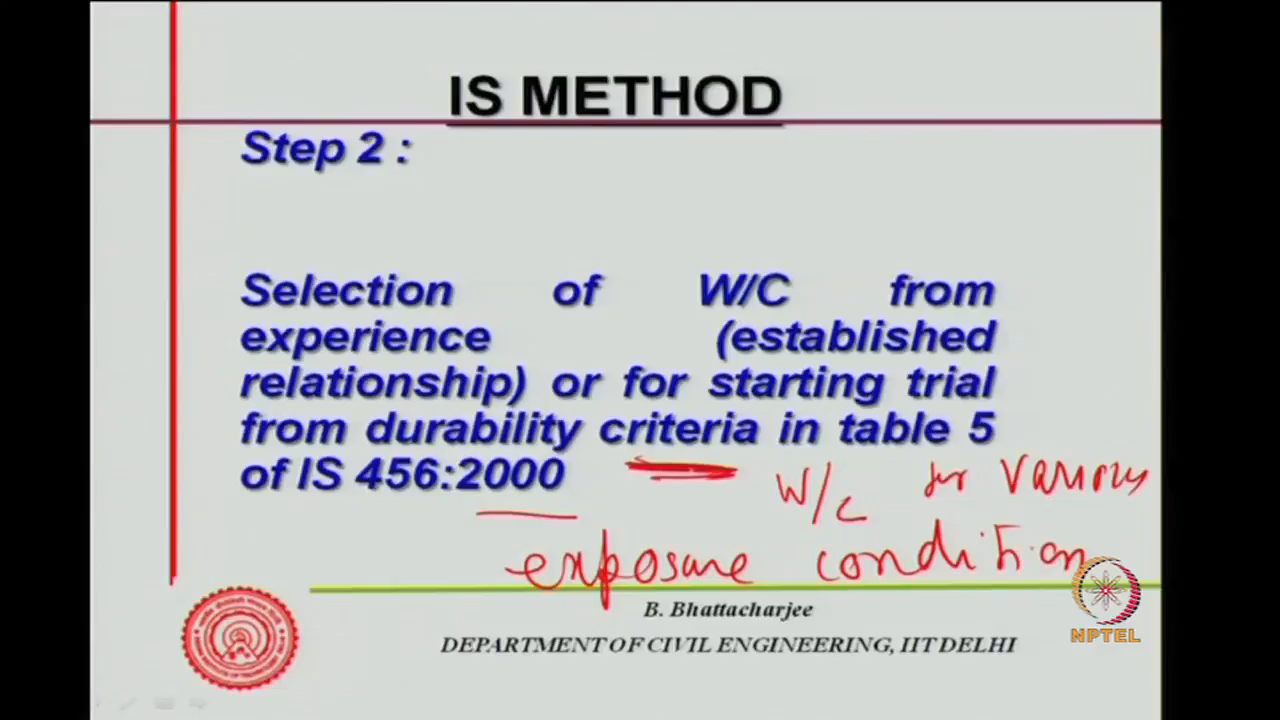 IS METHOD
Step 2 :
Selection of W/C from
experience (established
relationship) or for starting trial
from durability criteria in table 5
of IS 456:2000
W/C for various
exposure condition
B. Bhattacharjee
DEPARTMENT OF CIVIL ENGINEERING, IIT DELHI
NPTEL